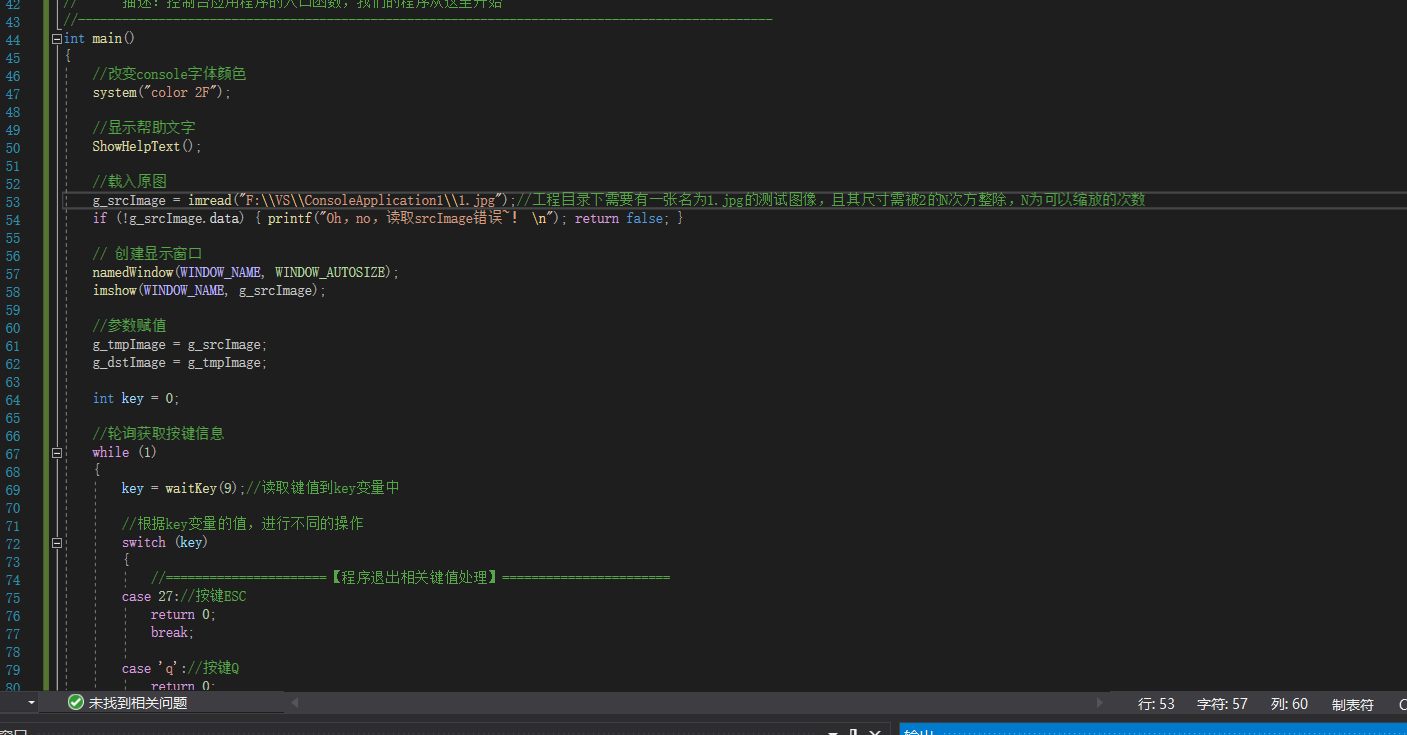 42 // 描述：控制台应用程序的入口函数，我们的程序从这里开始
43 //-----------------------------------------------------------------------------------------------
44 int main()
45 {
46 //改变console字体颜色
47 system("color 2F");
48
49 //显示帮助文字
50 ShowHelpText();
51
52 //载入原图
53 g_srcImage = imread("F:\\VS\\ConsoleApplication1\\1.jpg");//工程目录下需要有一张名为1.jpg的测试图像，且其尺寸需被2的N次方整除，N为可以缩放的次数
54 if (!g_srcImage.data) { printf("Oh，no，读取srcImage错误~！ \n"); return false; }
55
56 // 创建显示窗口
57 namedWindow(WINDOW_NAME, WINDOW_AUTOSIZE);
58 imshow(WINDOW_NAME, g_srcImage);
59
60 //参数赋值
61 g_tmpImage = g_srcImage;
62 g_dstImage = g_tmpImage;
63
64 int key = 0;
65
66 //轮询获取按键信息
67 while (1)
68 {
69 key = waitKey(9);//读取键值到key变量中
70
71 //根据key变量的值，进行不同的操作
72 switch (key)
73 {
74 //======================【程序退出相关键值处理】=======================
75 case 27://按键ESC
76 return 0;
77 break;
78
79 case 'q'://按键Q
80 return 0;
未找到相关问题 行: 53 字符: 57 列: 60 制表符
窗口 输出